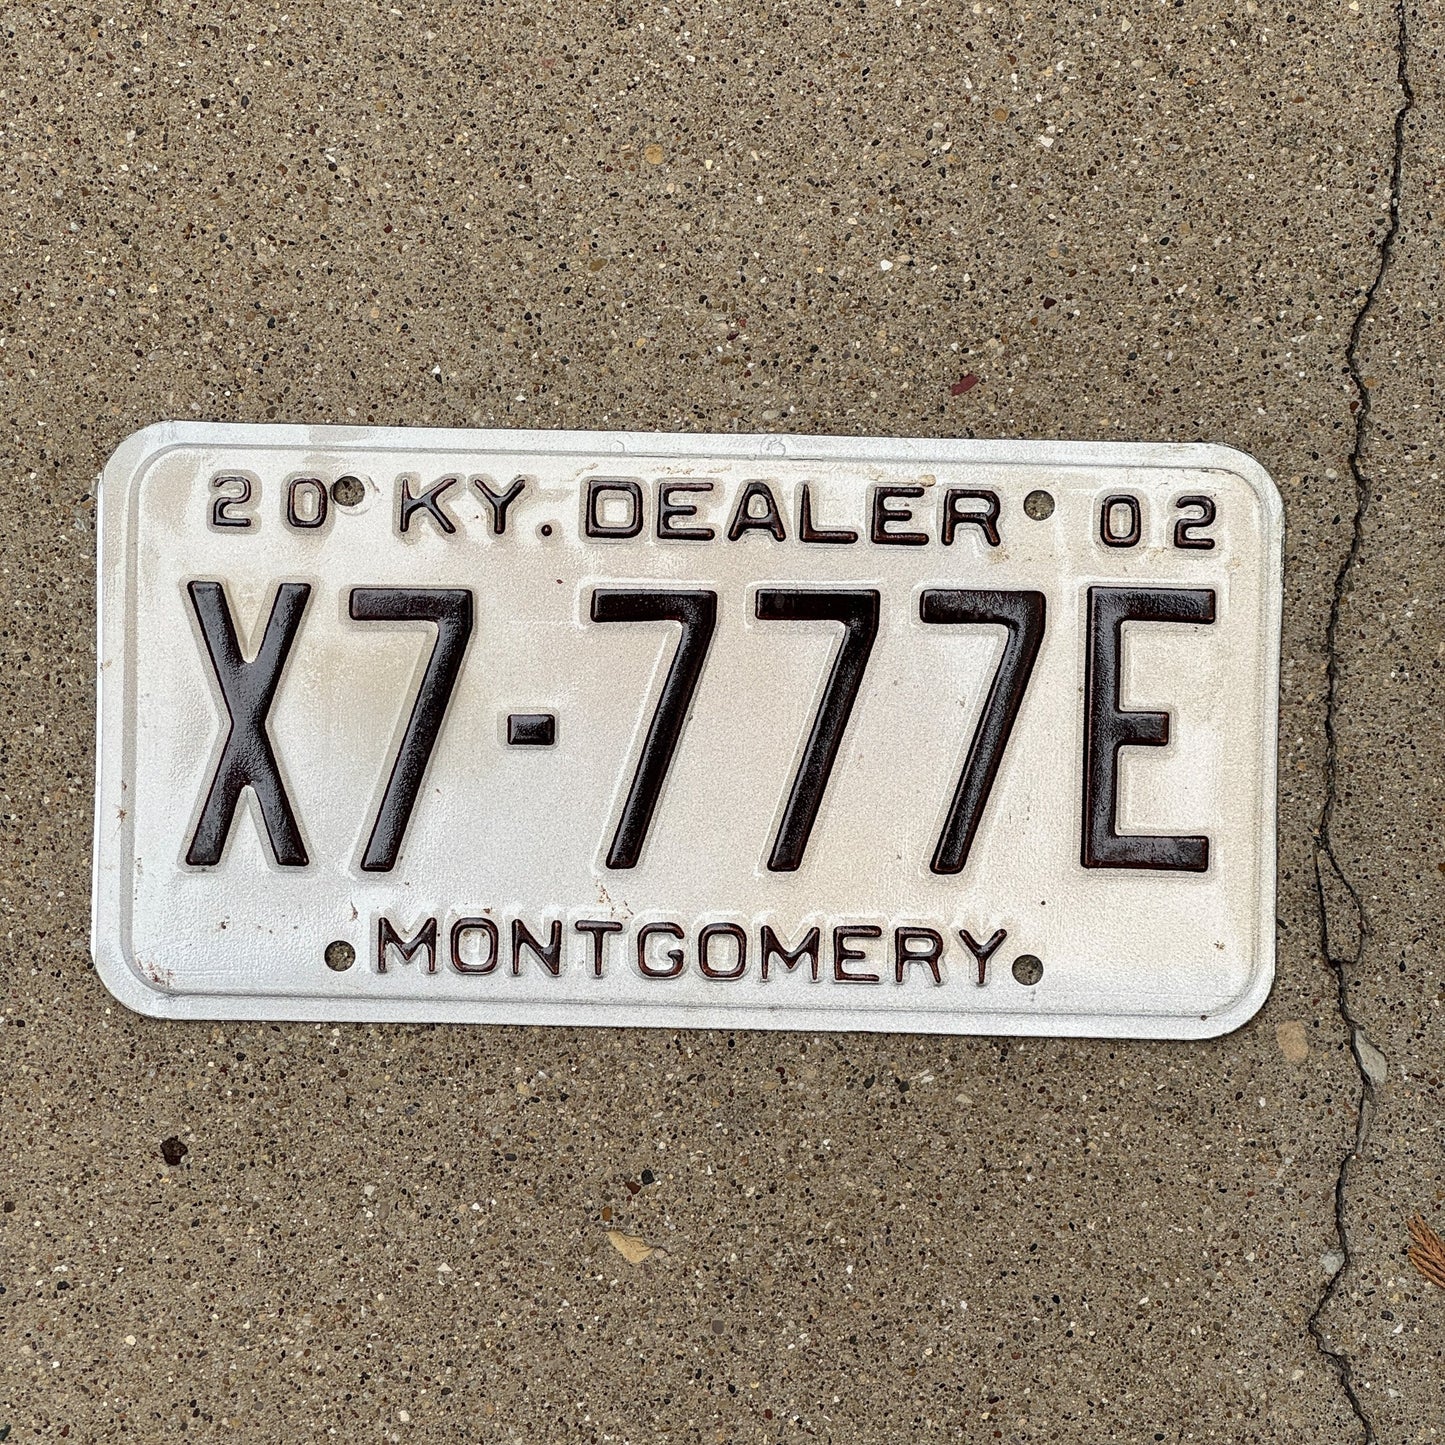 20 KY. DEALER 02
X7-777E
MONTGOMERY